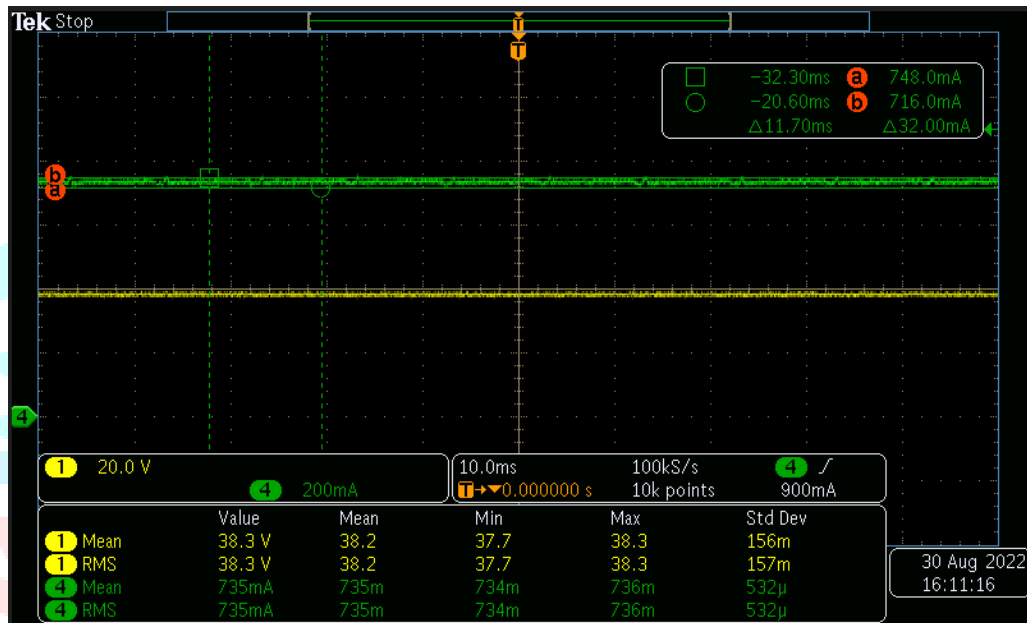 Tek Stop
T
T
−32.30ms a 748.0mA
−20.60ms b 716.0mA
△11.70ms △32.00mA
b
a
4
1 20.0 V
4 200mA
10.0ms 100kS/s 4
T→▼0.000000 s 10k points 900mA
Value Mean Min Max Std Dev
1 Mean 38.3 V 38.2 37.7 38.3 156m
1 RMS 38.3 V 38.2 37.7 38.3 157m
4 Mean 735mA 735m 734m 736m 532µ
4 RMS 735mA 735m 734m 736m 532µ
30 Aug 2022
16:11:16